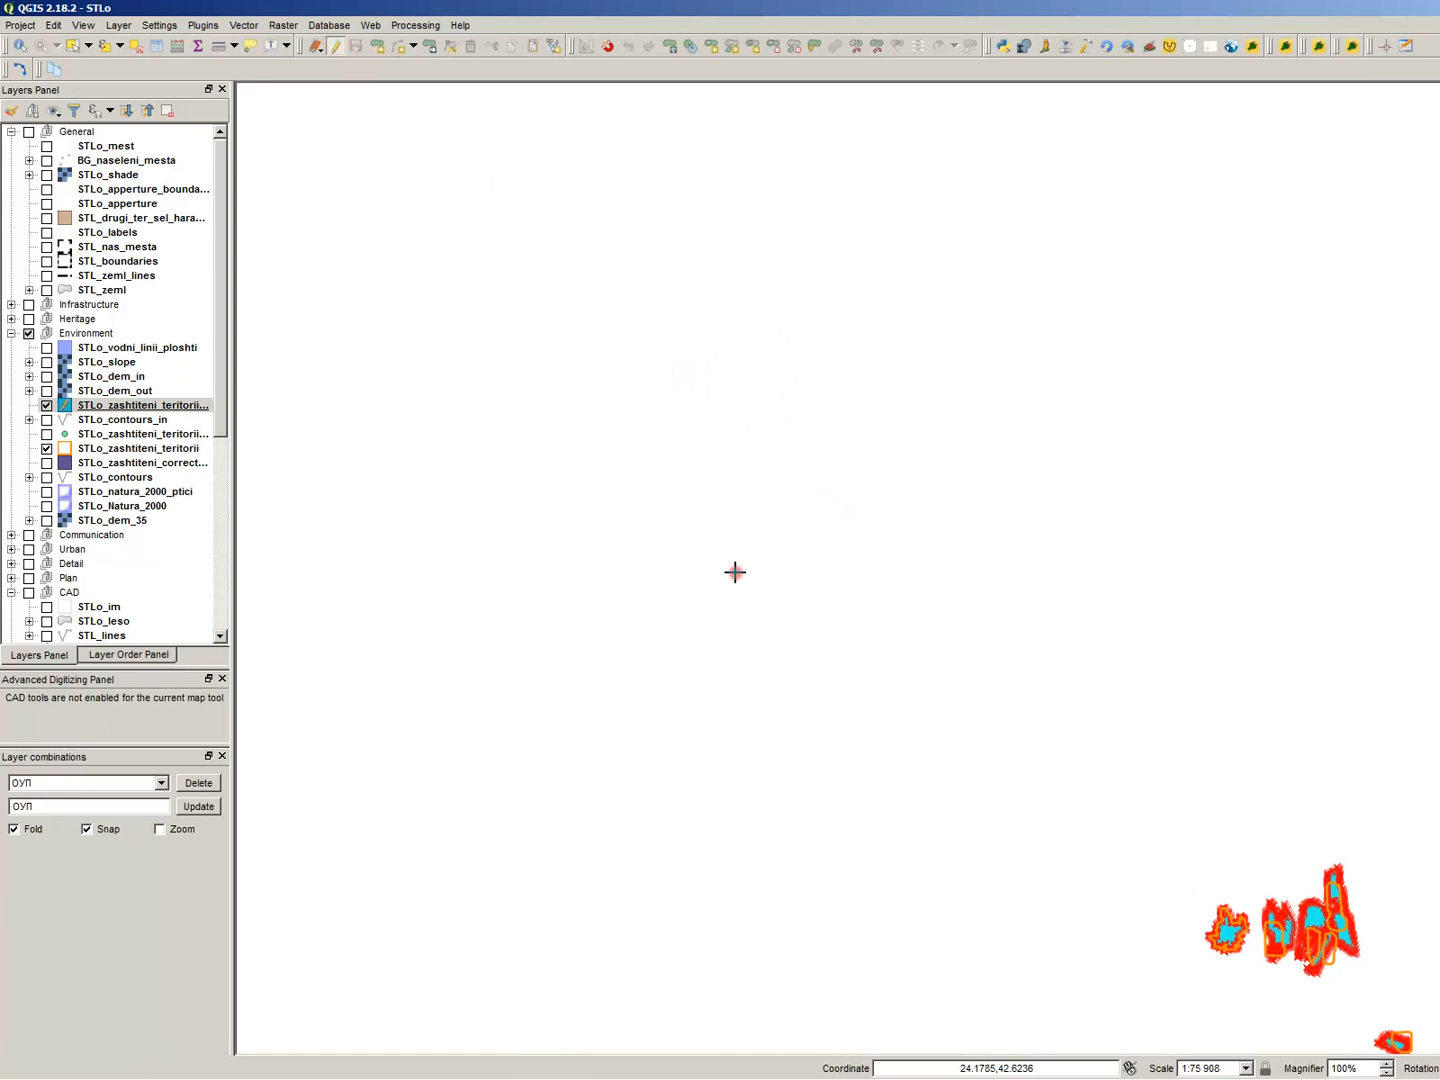 QGIS 2.18.2 - STLo
Project Edit View Layer Settings Plugins Vector Raster Database Web Processing Help
Layers Panel
General
STLo_mest
BG_naseleni_mesta
STLo_shade
STLo_apperture_bounda...
STLo_apperture
STL_drugi_ter_sel_hara...
STLo_labels
STL_nas_mesta
STL_boundaries
STL_zeml_lines
STL_zeml
Infrastructure
Heritage
Environment
STLo_vodni_linii_ploshti
STLo_slope
STLo_dem_in
STLo_dem_out
STLo_zashtiteni_teritorii...
STLo_contours_in
STLo_zashtiteni_teritorii...
STLo_zashtiteni_teritorii
STLo_zashtiteni_correct...
STLo_contours
STLo_natura_2000_ptici
STLo_Natura_2000
STLo_dem_35
Communication
Urban
Detail
Plan
CAD
STLo_im
STLo_leso
STL_lines
Layers Panel Layer Order Panel
Advanced Digitizing Panel
CAD tools are not enabled for the current map tool
Layer combinations
ОУП Delete
ОУП Update
Fold Snap Zoom
Coordinate 24.1785,42.6236 Scale 1:75 908 Magnifier 100% Rotation